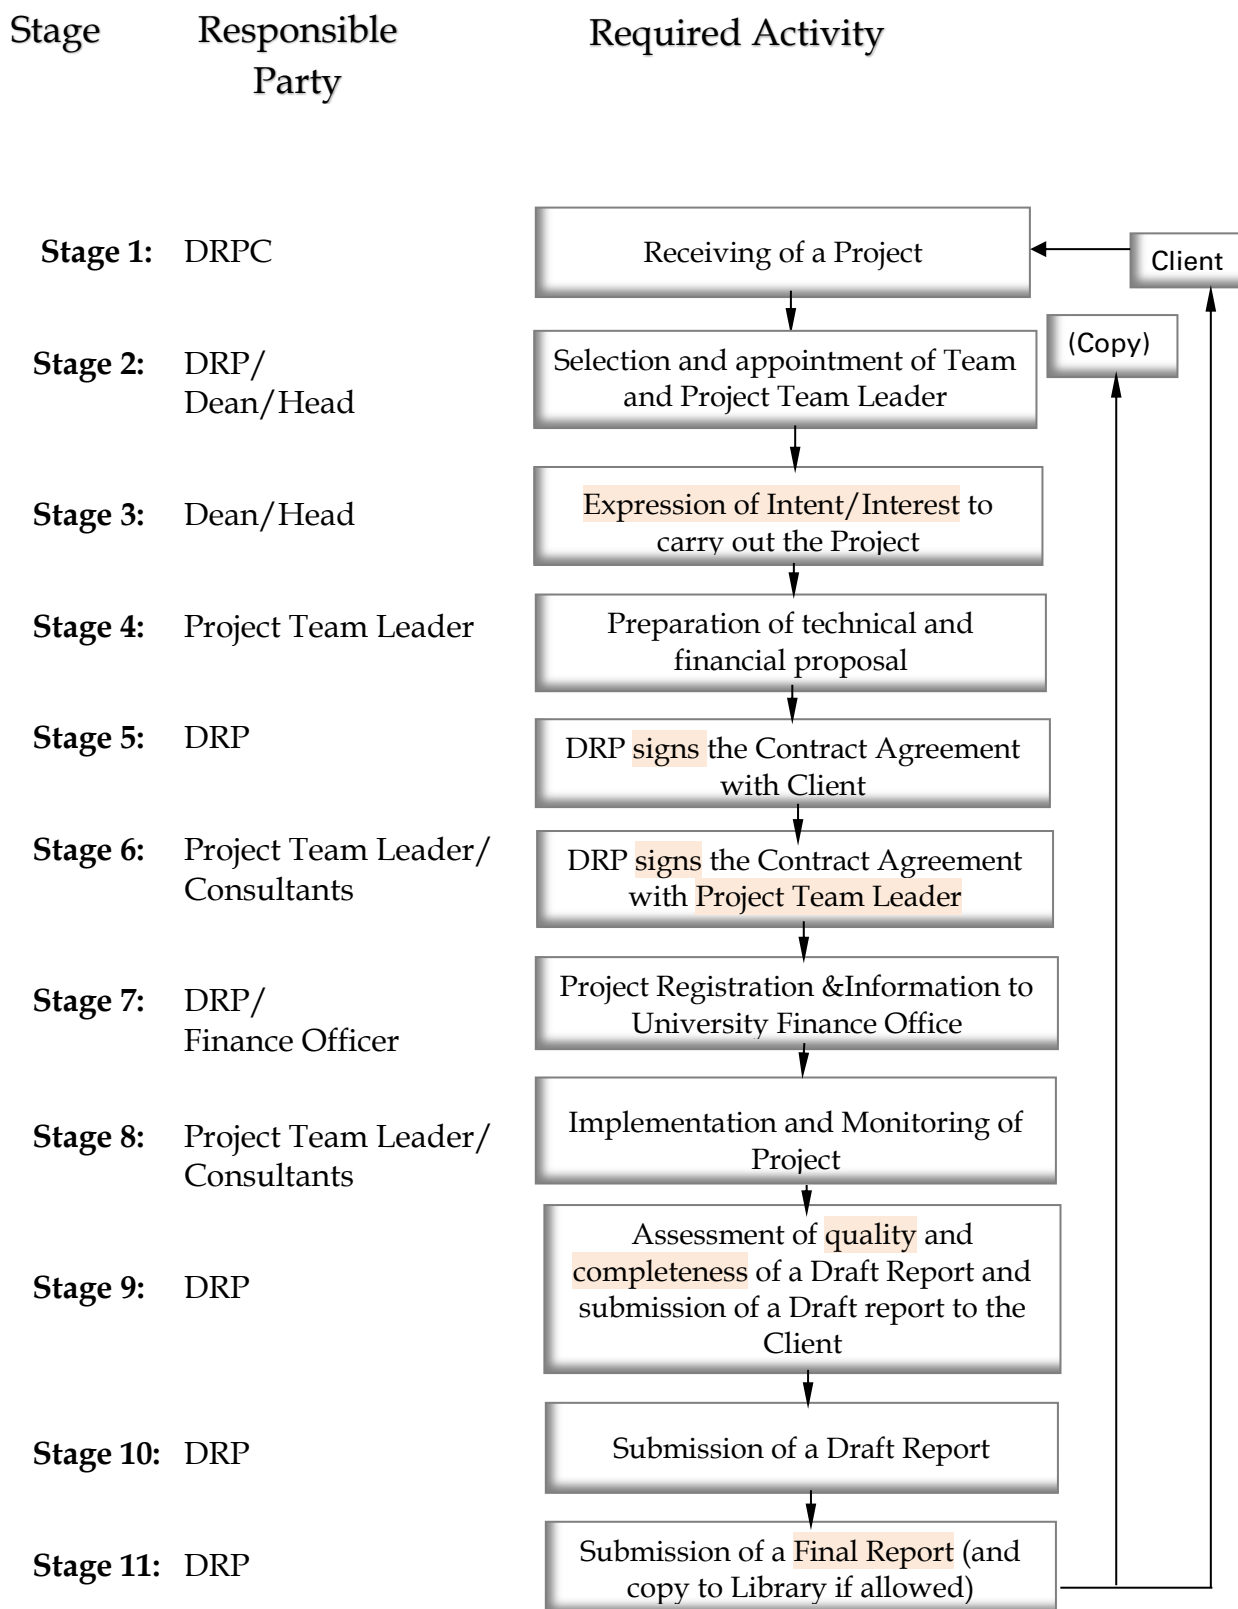 Stage Responsible Required Activity
Party
Stage 1: DRPC Receiving of a Project Client
(Copy)
Stage 2: DRP/ Selection and appointment of Team
Dean/Head and Project Team Leader
Stage 3: Dean/Head Expression of Intent/Interest to
carry out the Project
Stage 4: Project Team Leader Preparation of technical and
financial proposal
Stage 5: DRP DRP signs the Contract Agreement
with Client
Stage 6: Project Team Leader/ DRP signs the Contract Agreement
Consultants with Project Team Leader
Stage 7: DRP/ Project Registration &Information to
Finance Officer University Finance Office
Stage 8: Project Team Leader/ Implementation and Monitoring of
Consultants Project
Stage 9: DRP Assessment of quality and
completeness of a Draft Report and
submission of a Draft report to the
Client
Stage 10: DRP Submission of a Draft Report
Stage 11: DRP Submission of a Final Report (and
copy to Library if allowed)